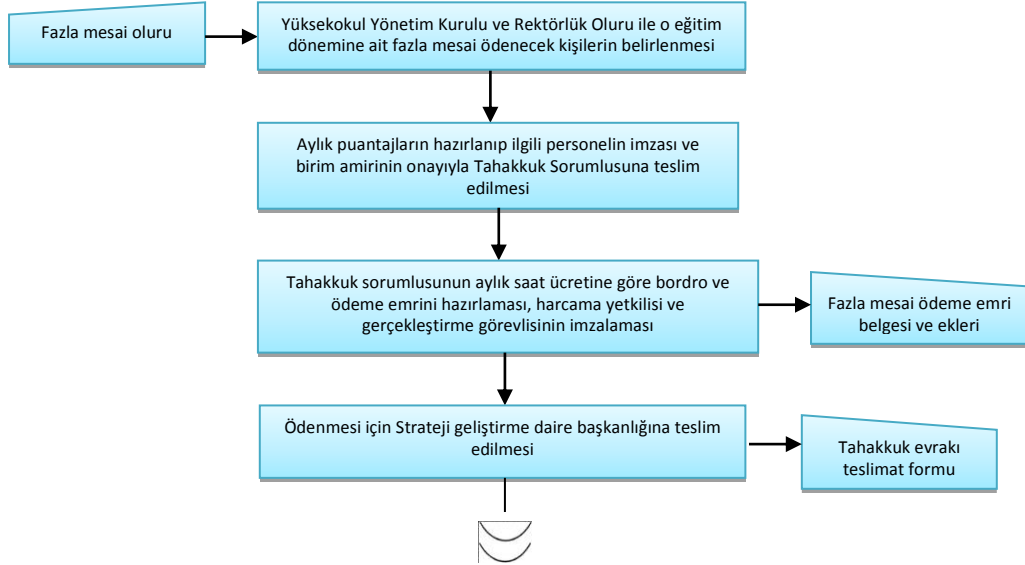 Fazla mesai oluru
Yüksekokul Yönetim Kurulu ve Rektörlük Oluru ile o eğitim
dönemine ait fazla mesai ödenecek kişilerin belirlenmesi
Aylık puantajların hazırlanıp ilgili personelin imzası ve
birim amirinin onayıyla Tahakkuk Sorumlusuna teslim
edilmesi
Tahakkuk sorumlusunun aylık saat ücretine göre bordro ve
ödeme emrini hazırlaması, harcama yetkilisi ve
gerçekleştirme görevlisinin imzalaması
Fazla mesai ödeme emri
belgesi ve ekleri
Ödenmesi için Strateji geliştirme daire başkanlığına teslim
edilmesi
Tahakkuk evrakı
teslimat formu